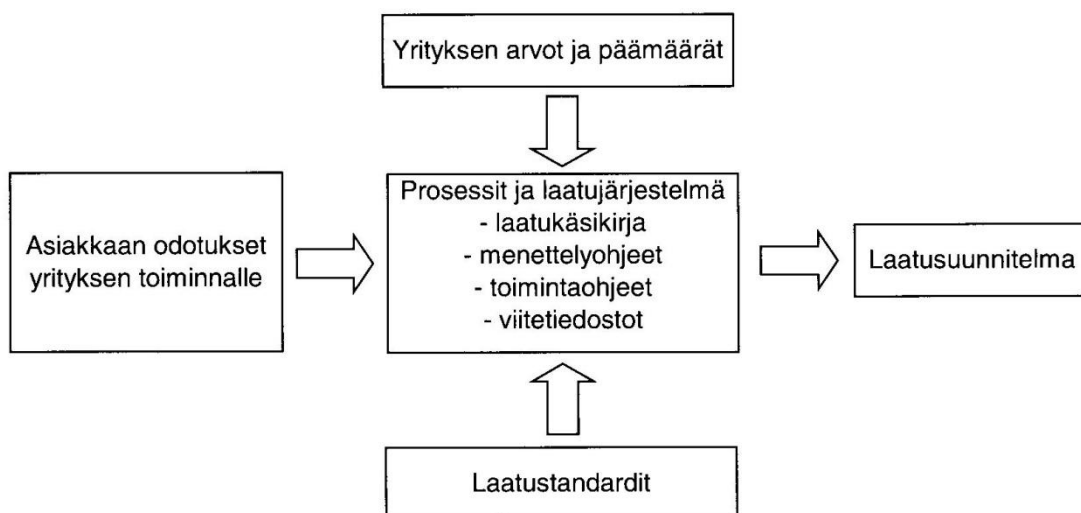 Yrityksen arvot ja päämäärät
Asiakkaan odotukset
yrityksen toiminnalle
Prosessit ja laatujärjestelmä
- laatukäsikirja
- menettelyohjeet
- toimintaohjeet
- viitetiedostot
Laatusuunnitelma
Laatustandardit